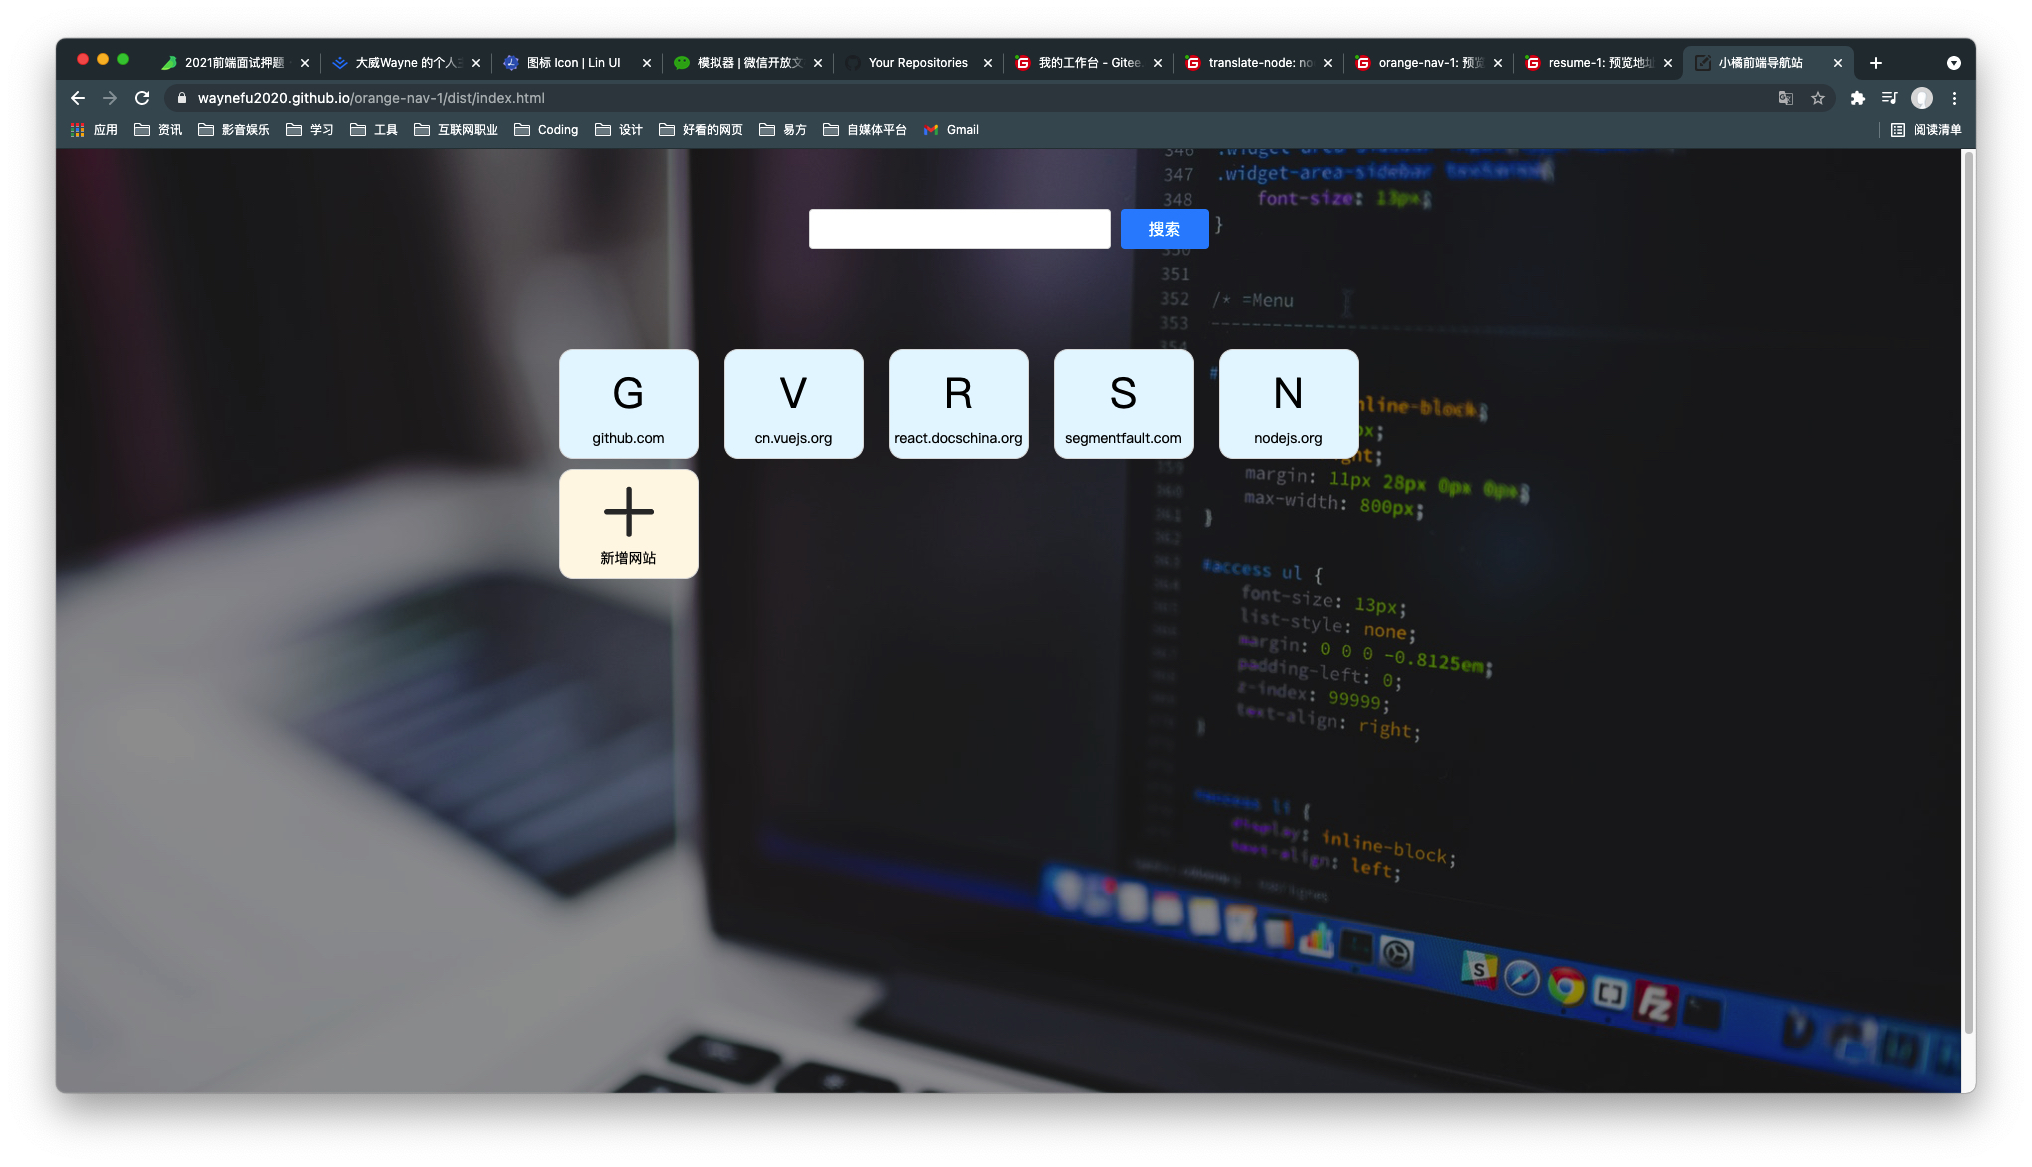 2021前端面试押题
大威Wayne 的个人
图标 Icon | Lin UI
模拟器 | 微信开放文
Your Repositories
我的工作台 - Gitee.
translate-node: no
orange-nav-1: 预览
resume-1: 预览地址
小橘前端导航站
waynefu2020.github.io/orange-nav-1/dist/index.html
应用
资讯
影音娱乐
学习
工具
互联网职业
Coding
设计
好看的网页
易方
自媒体平台
Gmail
阅读清单
347 .widget-area-sidebar
348 font-size: 13px;
}
搜索
351
352 /* =Menu
353
G
github.com
V
cn.vuejs.org
R
react.docschina.org
S
segmentfault.com
N
nodejs.org
inline-block;
px;
ght;
margin: 11px 28px 0px 0px;
max-width: 800px;
}
新增网站
#access ul {
font-size: 13px;
list-style: none;
margin: 0 0 0 -0.8125em;
padding-left: 0;
z-index: 99999;
text-align: right;
}
#access li {
display: inline-block;
text-align: left;